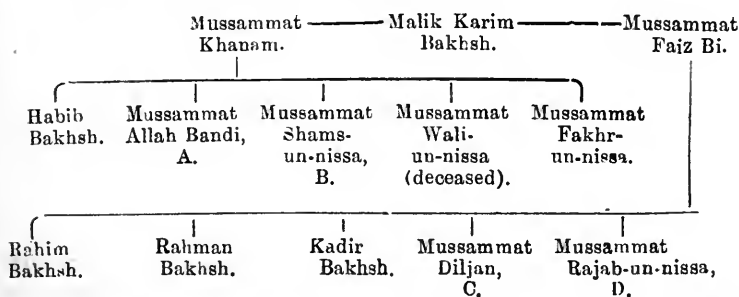 Mussammat Malik Karim Mussammat
Khanam. Bakhsh. Faiz Bi.
Habib Mussammat Mussammat Mussammat Mussammat
Bakhsh. Allah Bandi, Shams- Wali- Fakhr-
A. un-nissa, un-nissa un-nissa.
B. (deceased).
Rahim Rahman Kadir Mussammat Mussammat
Bakhsh. Bakhsh. Bakhsh. Diljan, Rajab-un-nissa,
C. D.